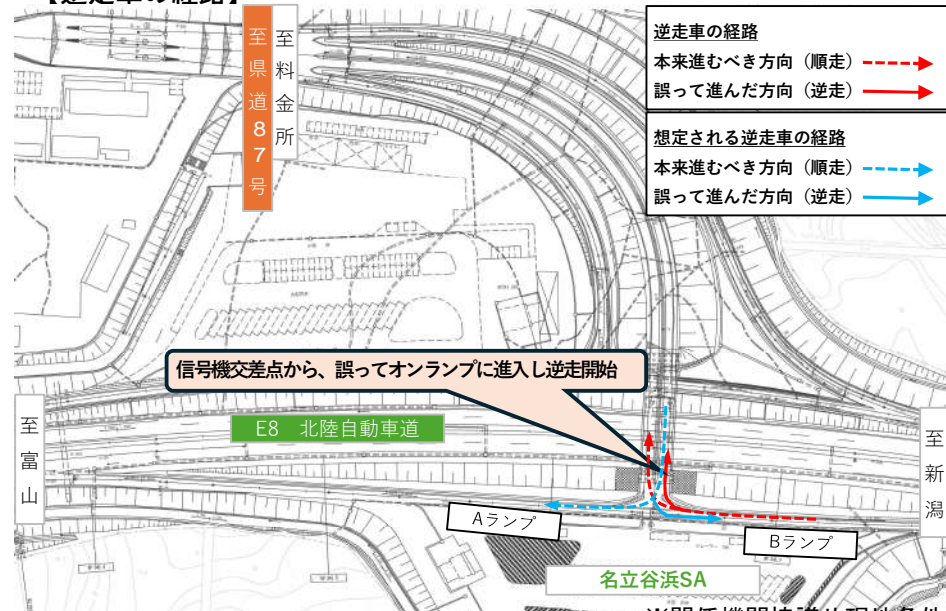 【逆走車の経路】
逆走車の経路
本来進むべき方向（順走）
誤って進んだ方向（逆走）
想定される逆走車の経路
本来進むべき方向（順走）
誤って進んだ方向（逆走）
至県道87号
至料金所
信号機交差点から、誤ってオンランプに進入し逆走開始
E8 北陸自動車道
至富山
至新潟
Aランプ
Bランプ
名立谷浜SA